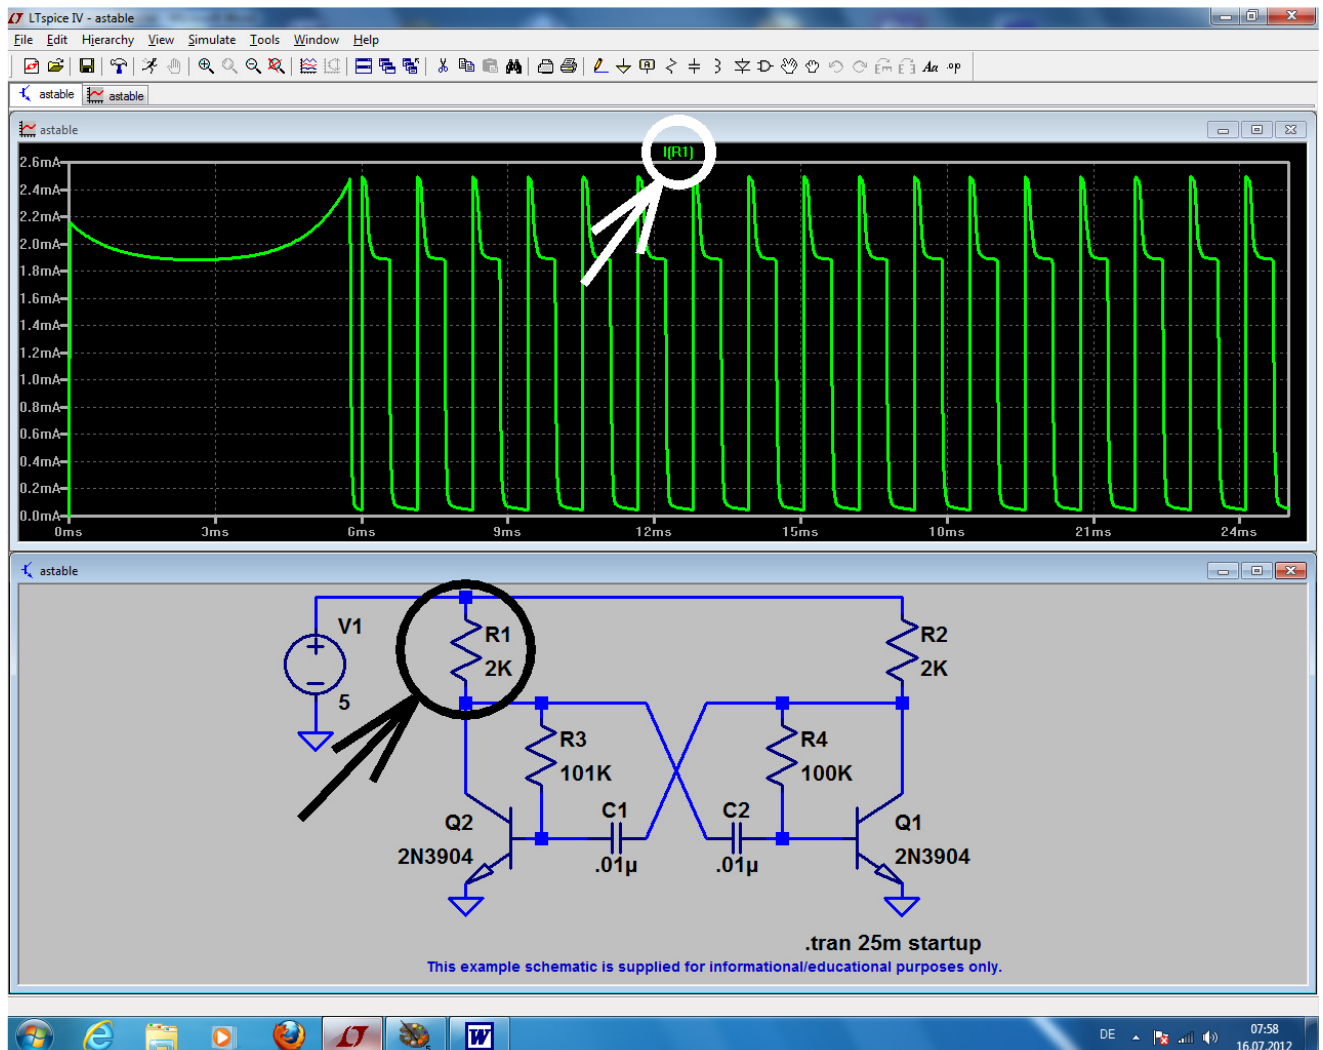 LTspice IV - astable
File Edit Hierarchy View Simulate Tools Window Help
Aa .op
astable astable
astable
I(R1)
2.6mA
2.4mA
2.2mA
2.0mA
1.8mA
1.6mA
1.4mA
1.2mA
1.0mA
0.8mA
0.6mA
0.4mA
0.2mA
0.0mA
0ms 3ms 6ms 9ms 12ms 15ms 18ms 21ms 24ms
astable
V1
5
R1
2K
R2
2K
R3
101K
R4
100K
C1
.01µ
C2
.01µ
Q2
2N3904
Q1
2N3904
.tran 25m startup
This example schematic is supplied for informational/educational purposes only.
DE
07:58
16.07.2012